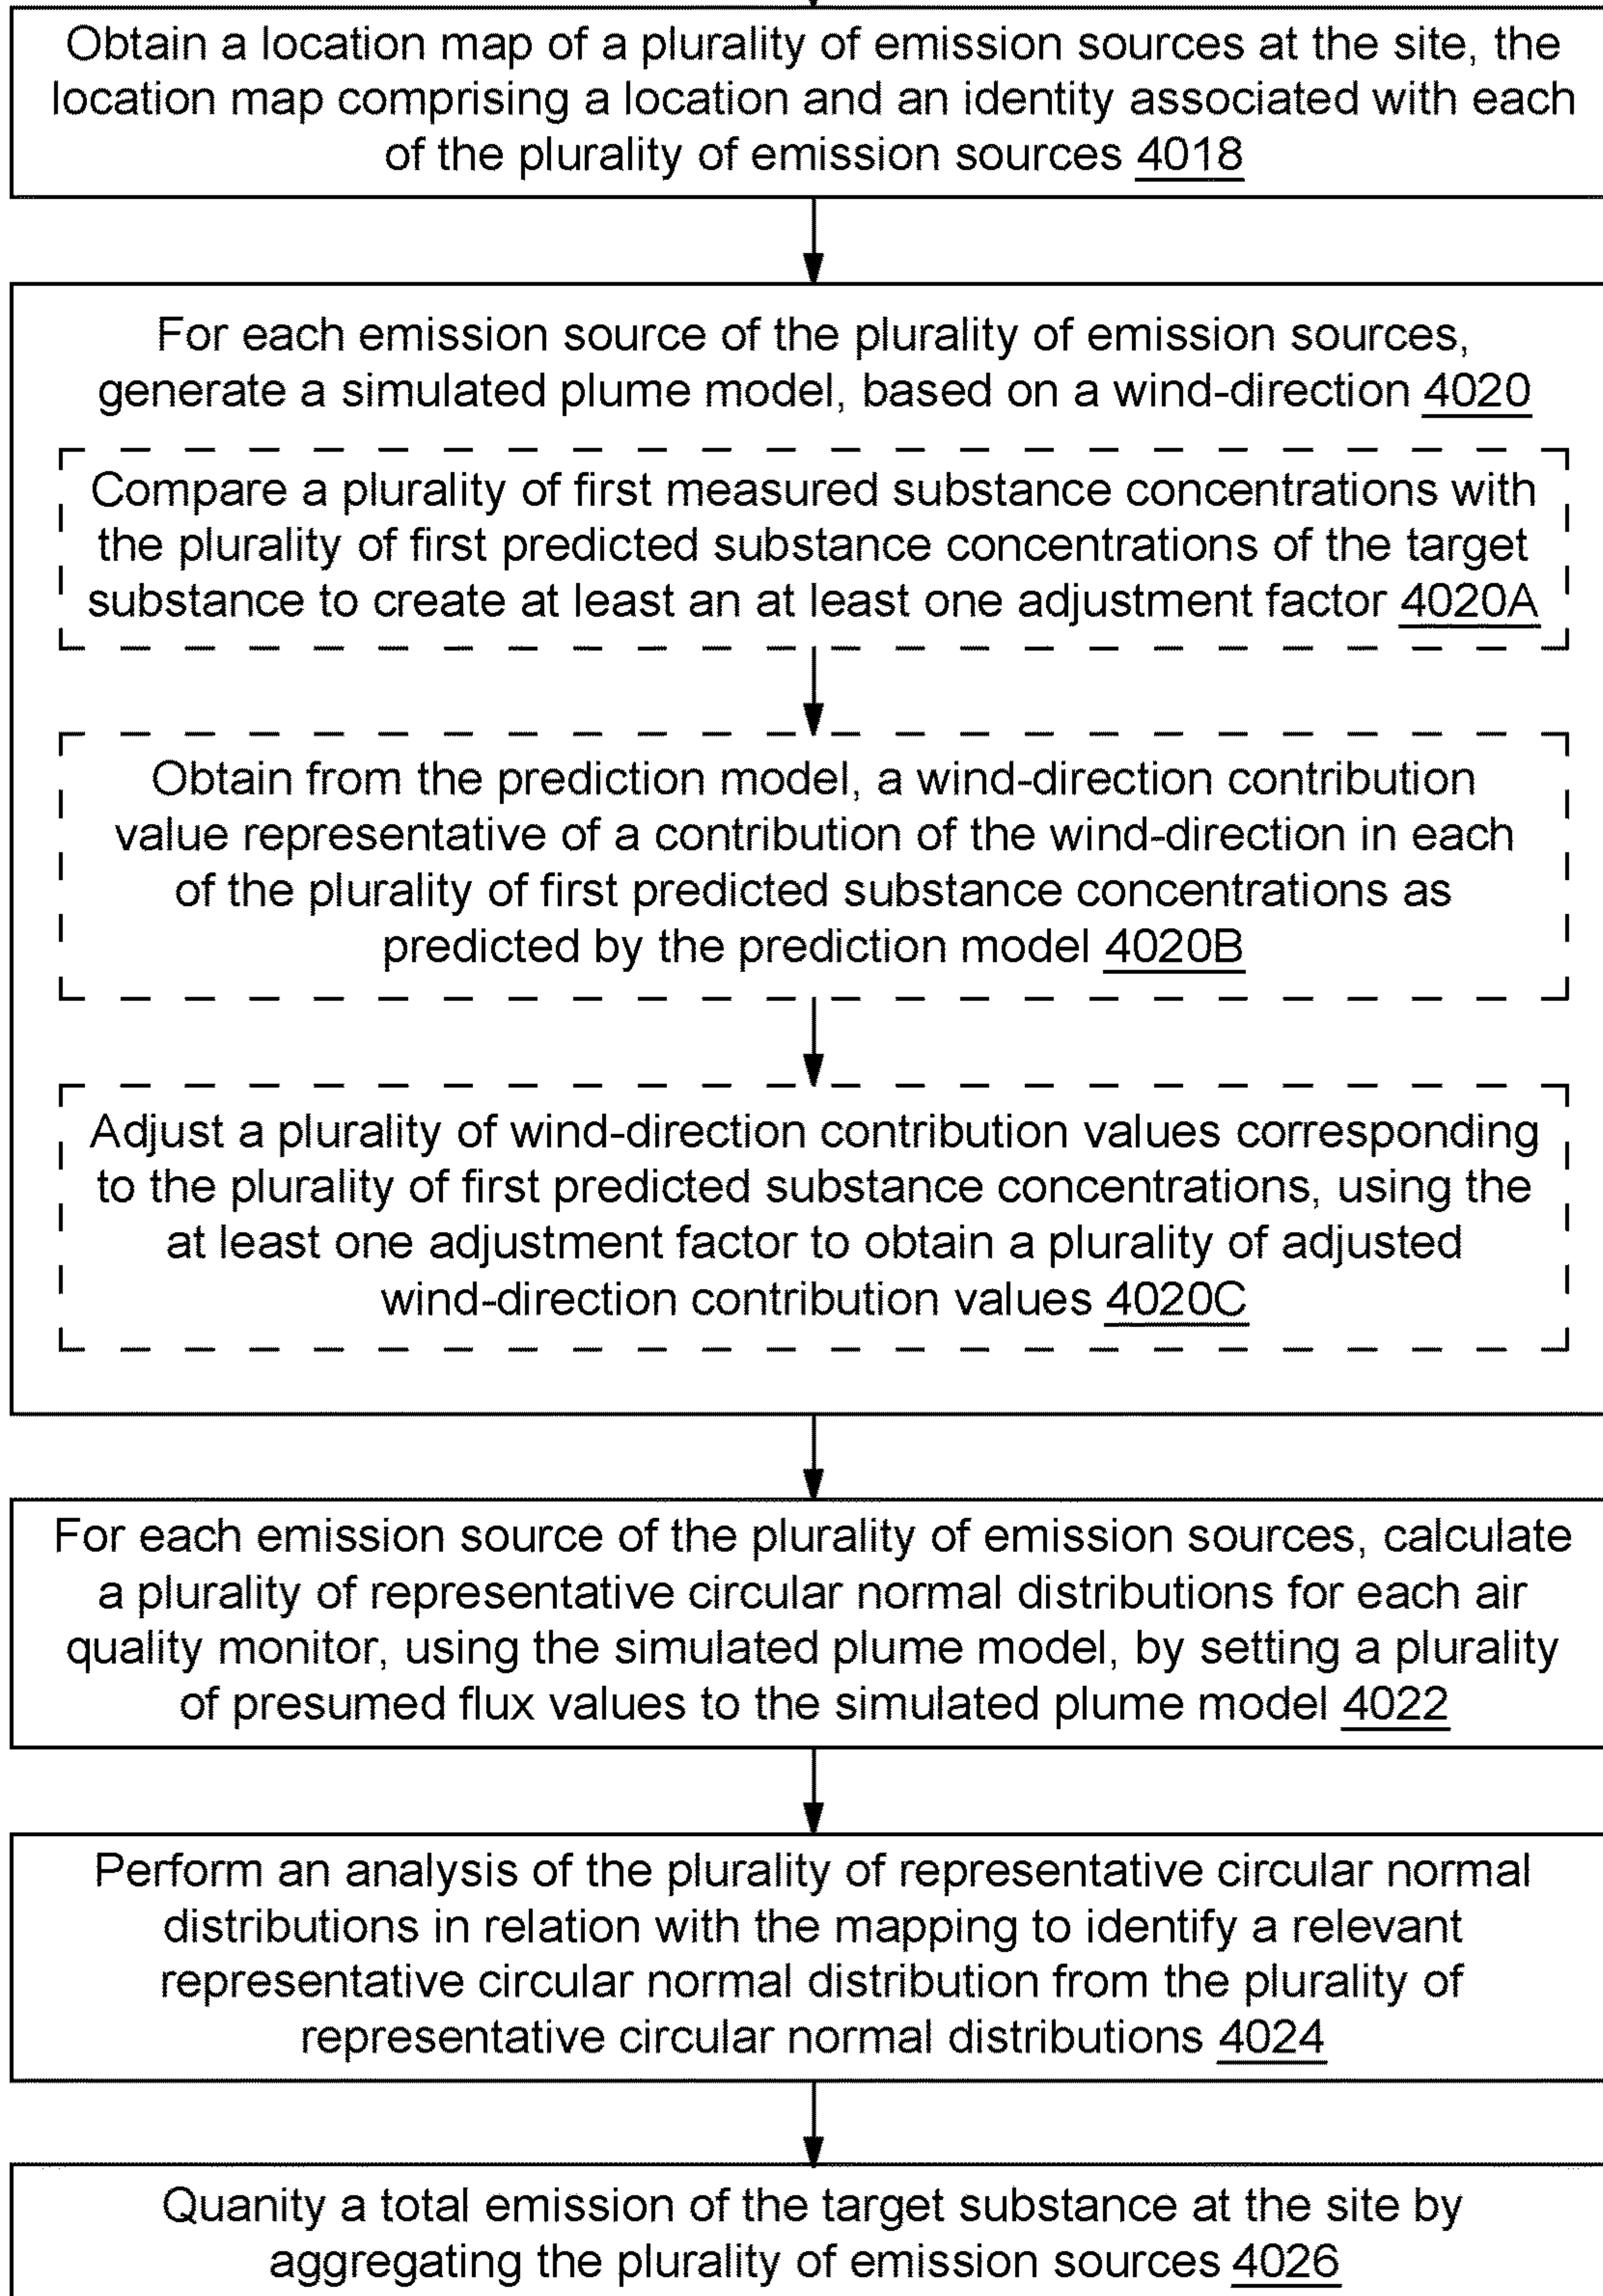 Obtain a location map of a plurality of emission sources at the site, the
location map comprising a location and an identity associated with each
of the plurality of emission sources 4018
For each emission source of the plurality of emission sources,
generate a simulated plume model, based on a wind-direction 4020
Compare a plurality of first measured substance concentrations with
the plurality of first predicted substance concentrations of the target
substance to create at least an at least one adjustment factor 4020A
Obtain from the prediction model, a wind-direction contribution
value representative of a contribution of the wind-direction in each
of the plurality of first predicted substance concentrations as
predicted by the prediction model 4020B
Adjust a plurality of wind-direction contribution values corresponding
to the plurality of first predicted substance concentrations, using the
at least one adjustment factor to obtain a plurality of adjusted
wind-direction contribution values 4020C
For each emission source of the plurality of emission sources, calculate
a plurality of representative circular normal distributions for each air
quality monitor, using the simulated plume model, by setting a plurality
of presumed flux values to the simulated plume model 4022
Perform an analysis of the plurality of representative circular normal
distributions in relation with the mapping to identify a relevant
representative circular normal distribution from the plurality of
representative circular normal distributions 4024
Quanity a total emission of the target substance at the site by
aggregating the plurality of emission sources 4026